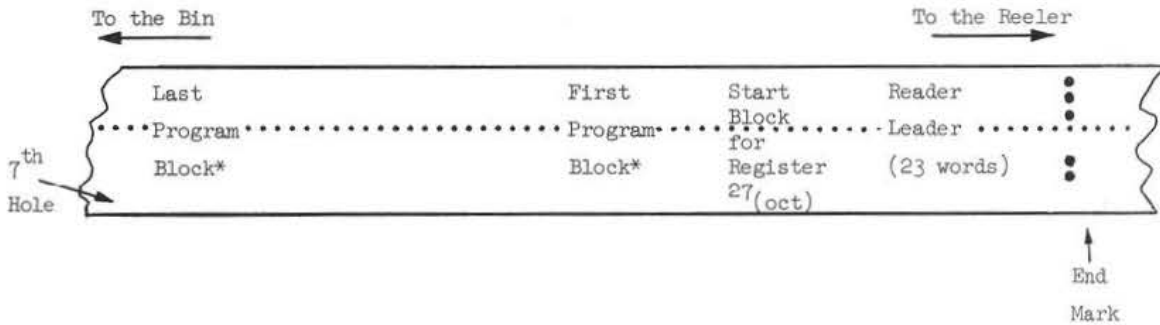 To the Bin
To the Reeler
Last
Program
Block*
First
Program
Block*
Start
Block
for
Register
27(oct)
Reader
Leader
(23 words)
7th
Hole
End
Mark